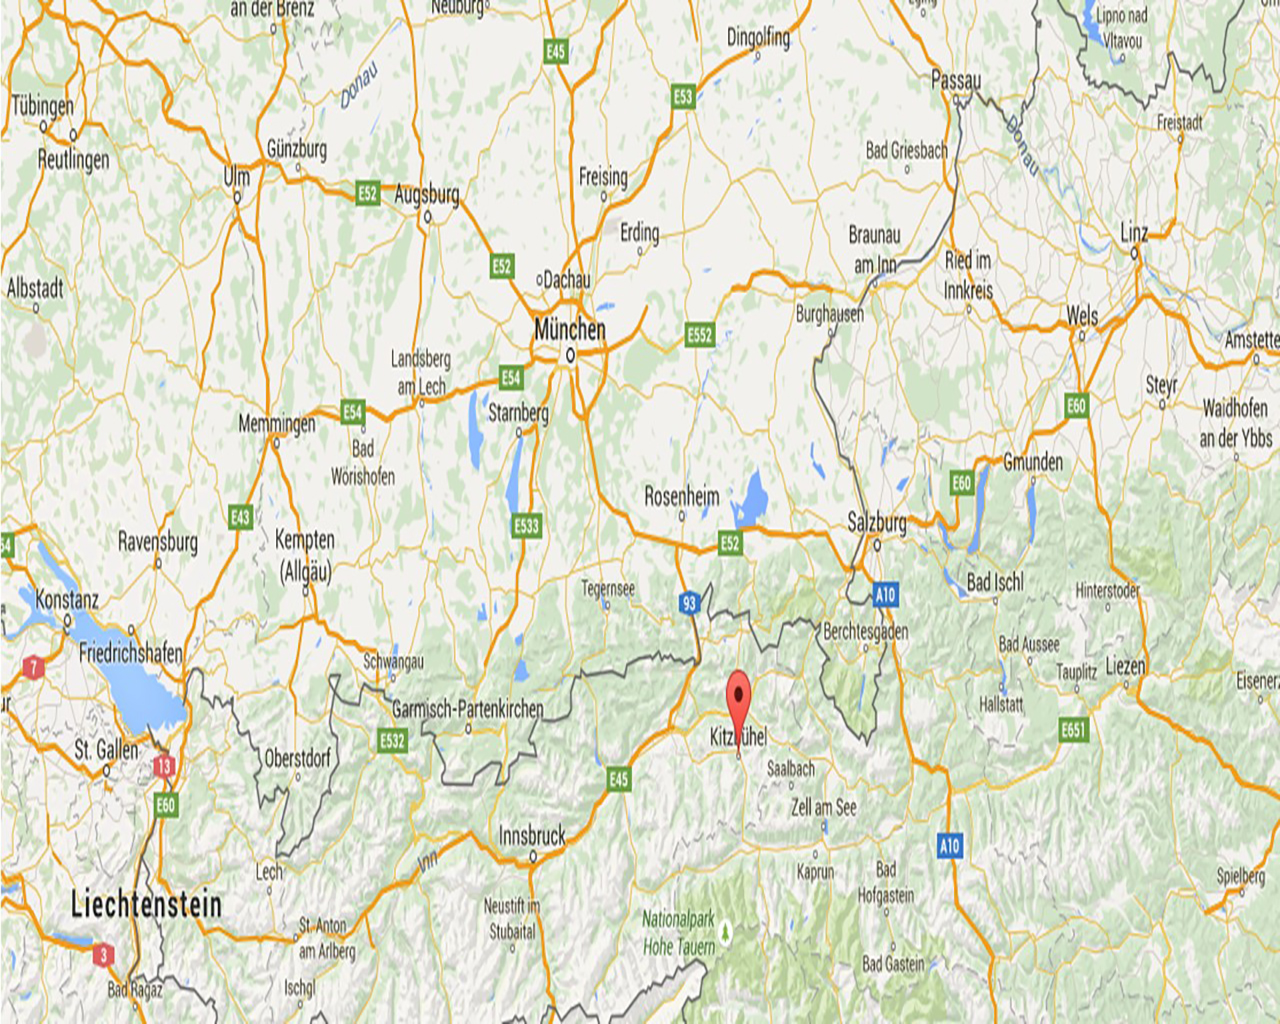 an der Brenz
Neuburg
Eging
Lipno nad
Vltavou
E45
Dingolfing
Donau
Passau
E53
Tübingen
Donau
Freistadt
Reutlingen
Günzburg
Bad Griesbach
Ulm
E52
Augsburg
Freising
Erding
Braunau
am Inn
Linz
E52
Dachau
Ried im
Innkreis
Albstadt
Burghausen
Wels
München
E552
Amstette
Landsberg
am Lech
E54
Steyr
E54
Starnberg
E60
Waidhofen
an der Ybbs
Memmingen
Bad
Wörishofen
Gmunden
E60
Rosenheim
E43
E533
Salzburg
Ravensburg
Kempten
(Allgäu)
E52
54
Konstanz
Tegernsee
93
A10
Bad Ischl
Hinterstoder
Friedrichshafen
Berchtesgaden
7
Schwangau
Bad Aussee
Tauplitz
Liezen
ur
Garmisch-Partenkirchen
Hallstatt
Eisenerz
St. Gallen
E532
Kitzbühel
E651
13
Oberstdorf
Saalbach
E45
E60
Zell am See
Innsbruck
A10
Inn
Lech
Kaprun
Bad
Hofgastein
Spielberg
Liechtenstein
St. Anton
am Arlberg
Neustift im
Stubaital
Nationalpark
Hohe Tauern
3
Bad Gastein
Bad Ragaz
Ischgl